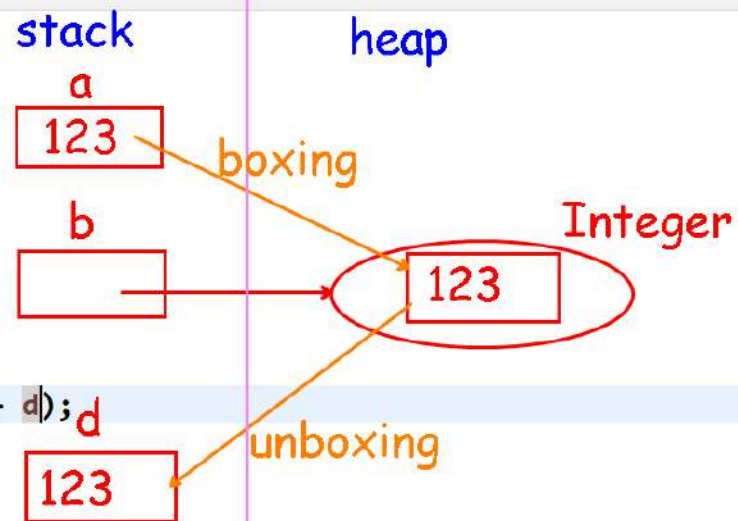 stack
heap
a
123
boxing
b
Integer
123
d);
d
unboxing
123